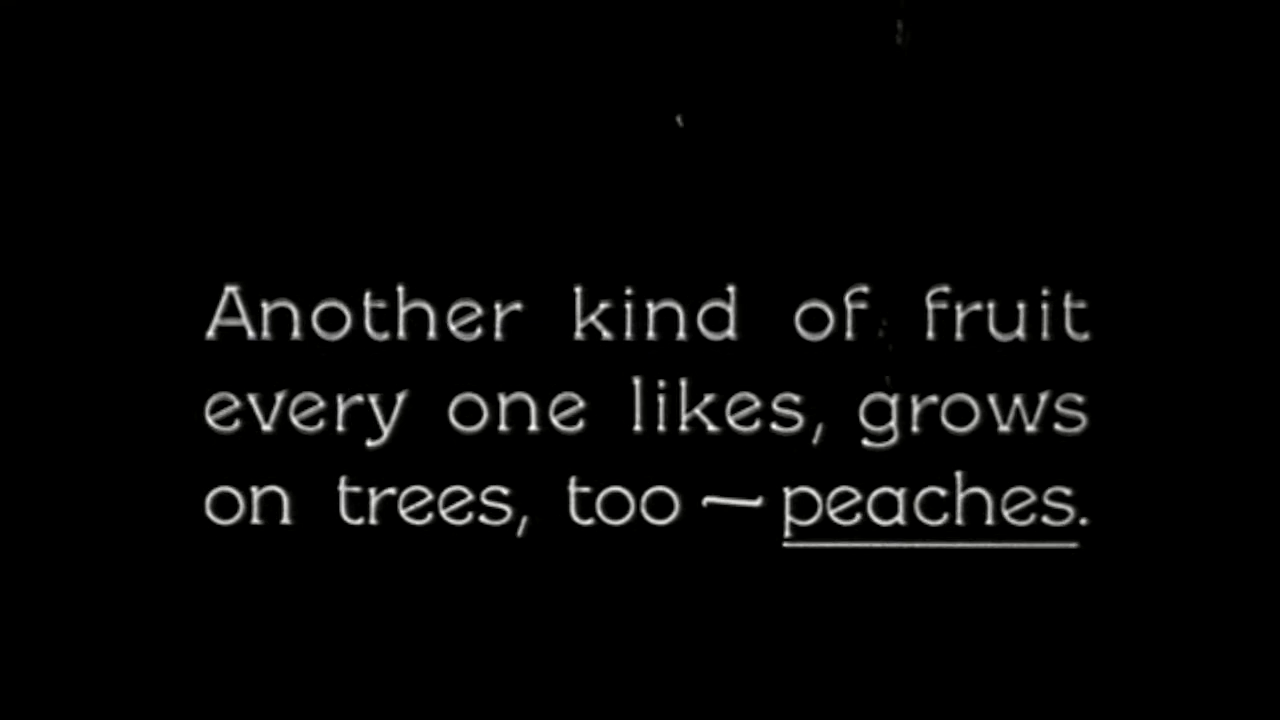 Another kind of fruit
every one likes, grows
on trees, too — peaches.